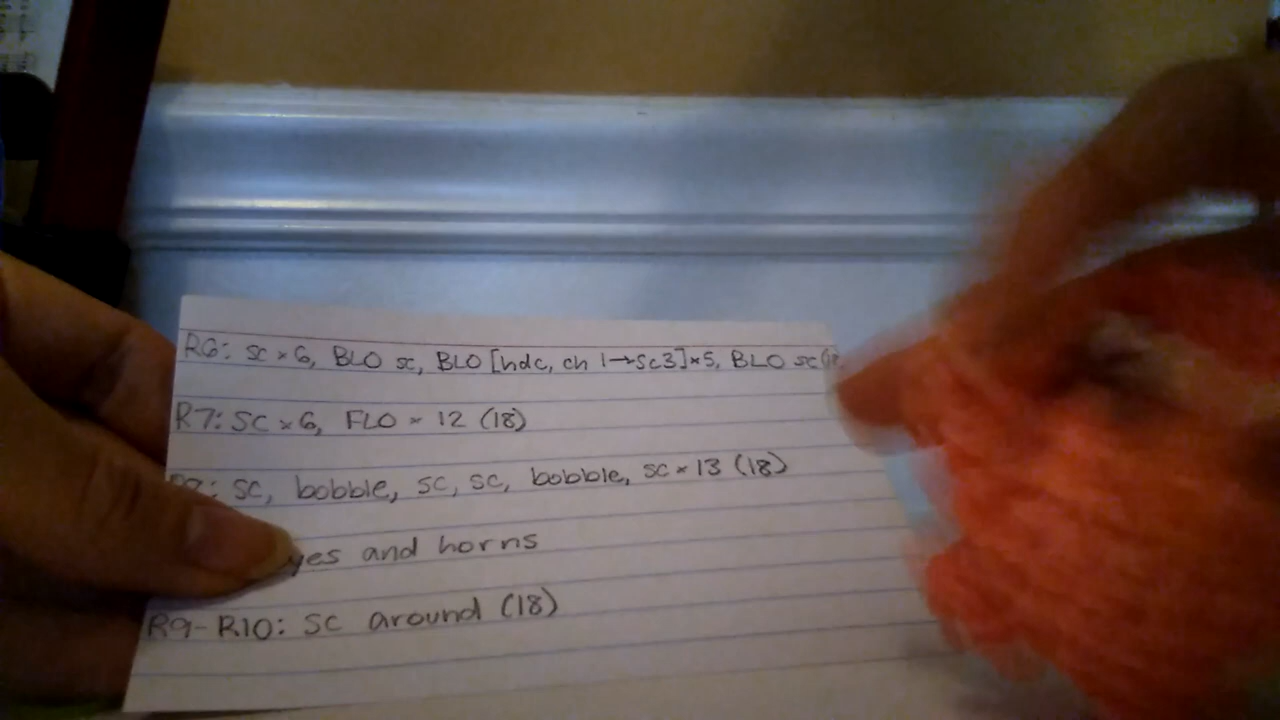 R6: sc × 6, BLO sc, BLO [hdc, ch 1→sc3]×5, BLO sc
R7: SC × 6, FLO × 12 (18)
sc, bobble, sc, sc, bobble, sc × 13 (18)
and horns
R9-R10: sc around (18)